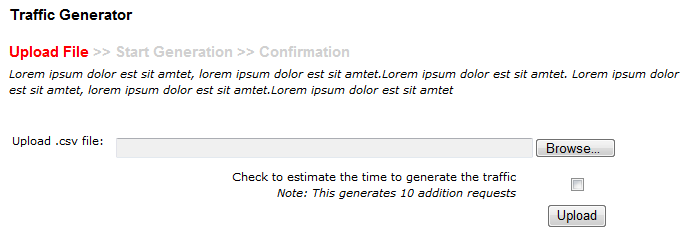 Traffic Generator
Upload File >> Start Generation >> Confirmation
Lorem ipsum dolor est sit amtet, lorem ipsum dolor est sit amtet.Lorem ipsum dolor est sit amtet. Lorem ipsum dolor
est sit amtet, lorem ipsum dolor est sit amtet.Lorem ipsum dolor est sit amtet
Upload .csv file: Browse...
Check to estimate the time to generate the traffic
Note: This generates 10 addition requests
Upload